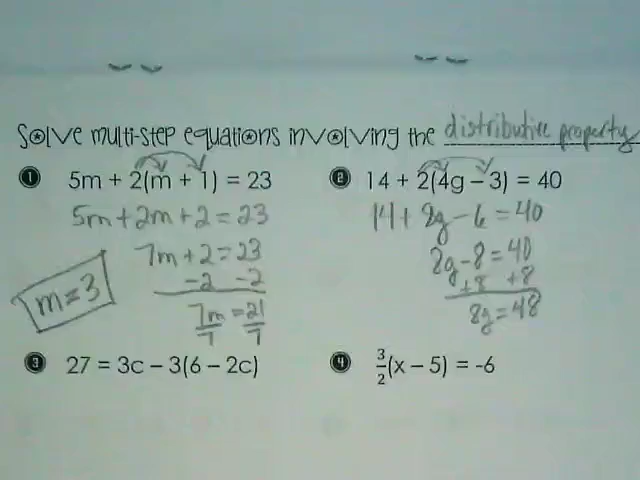 Solve multi-step equations involving the distributive property
1 5m + 2(m + 1) = 23
5m + 2m + 2 = 23
7m + 2 = 23
-2 -2
7m = 21
7 7
m = 3
2 14 + 2(4g - 3) = 40
14 + 8g - 6 = 40
8g - 8 = 40
+8 +8
8g = 48
3 27 = 3c - 3(6 - 2c)
4 3/2(x - 5) = -6